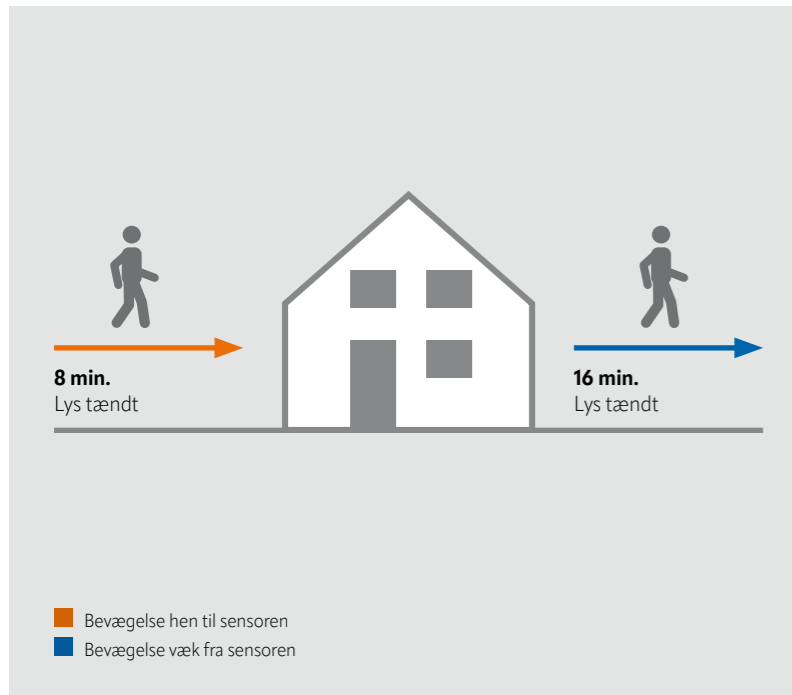 8 min.
Lys tændt
16 min.
Lys tændt
Bevægelse hen til sensoren
Bevægelse væk fra sensoren